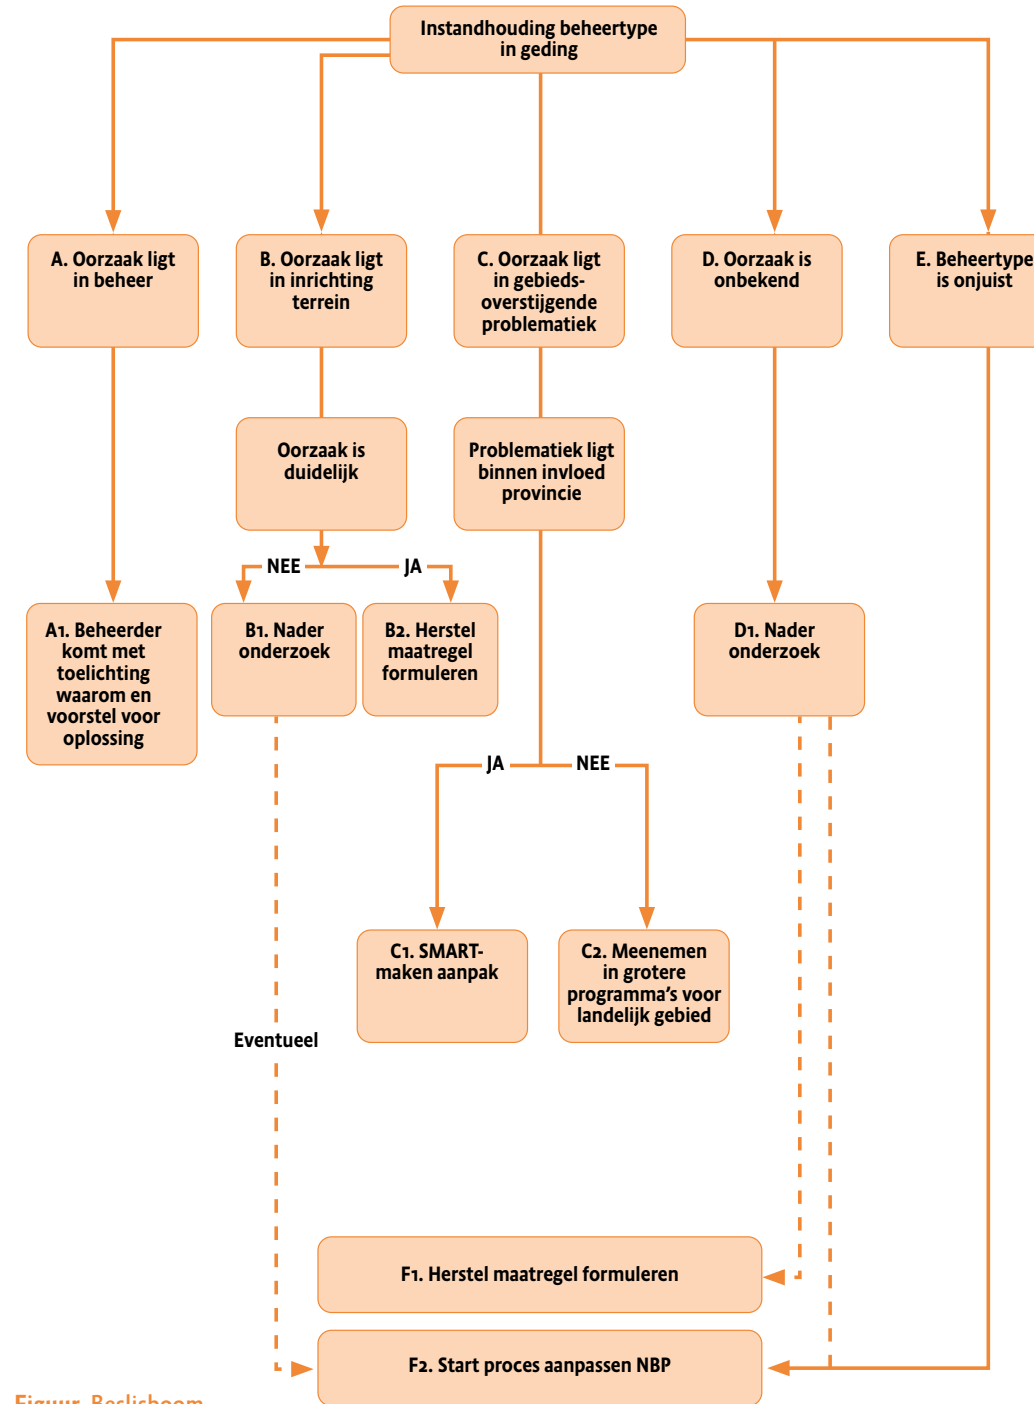 Instandhouding beheertype
in geding
A. Oorzaak ligt
in beheer
B. Oorzaak ligt
in inrichting
terrein
C. Oorzaak ligt
in gebieds-
overstijgende
problematiek
D. Oorzaak is
onbekend
E. Beheertype
is onjuist
Oorzaak is
duidelijk
Problematiek ligt
binnen invloed
provincie
NEE
JA
A1. Beheerder
komt met
toelichting
waarom en
voorstel voor
oplossing
B1. Nader
onderzoek
B2. Herstel
maatregel
formuleren
D1. Nader
onderzoek
JA
NEE
C1. SMART-
maken aanpak
C2. Meenemen
in grotere
programma's voor
landelijk gebied
Eventueel
F1. Herstel maatregel formuleren
F2. Start proces aanpassen NBP
Figuur Beslisboom